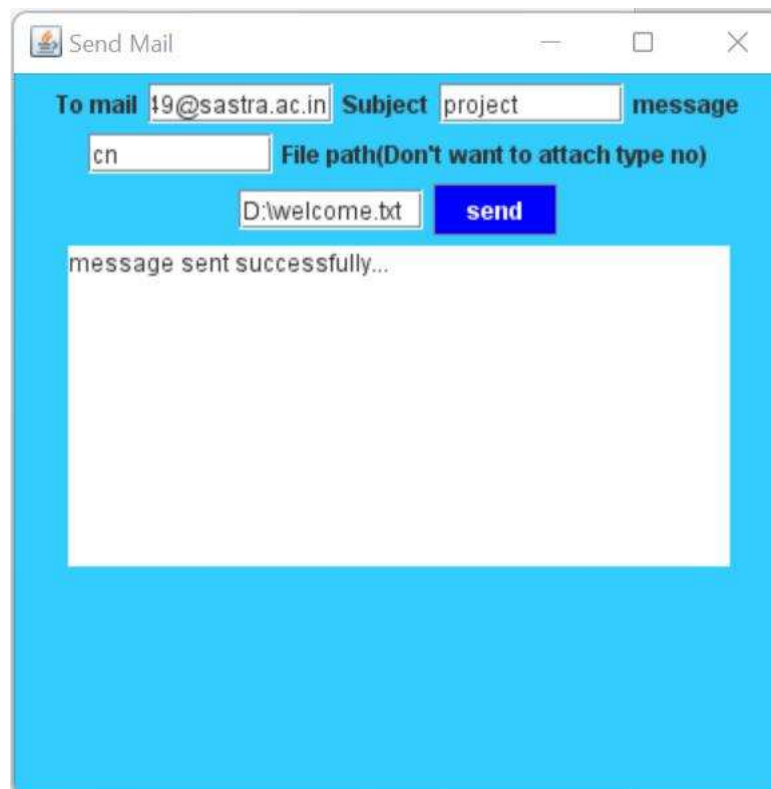 Send Mail
To mail 49@sastra.ac.in Subject project message
cn File path(Don't want to attach type no)
D:\welcome.txt send
message sent successfully...